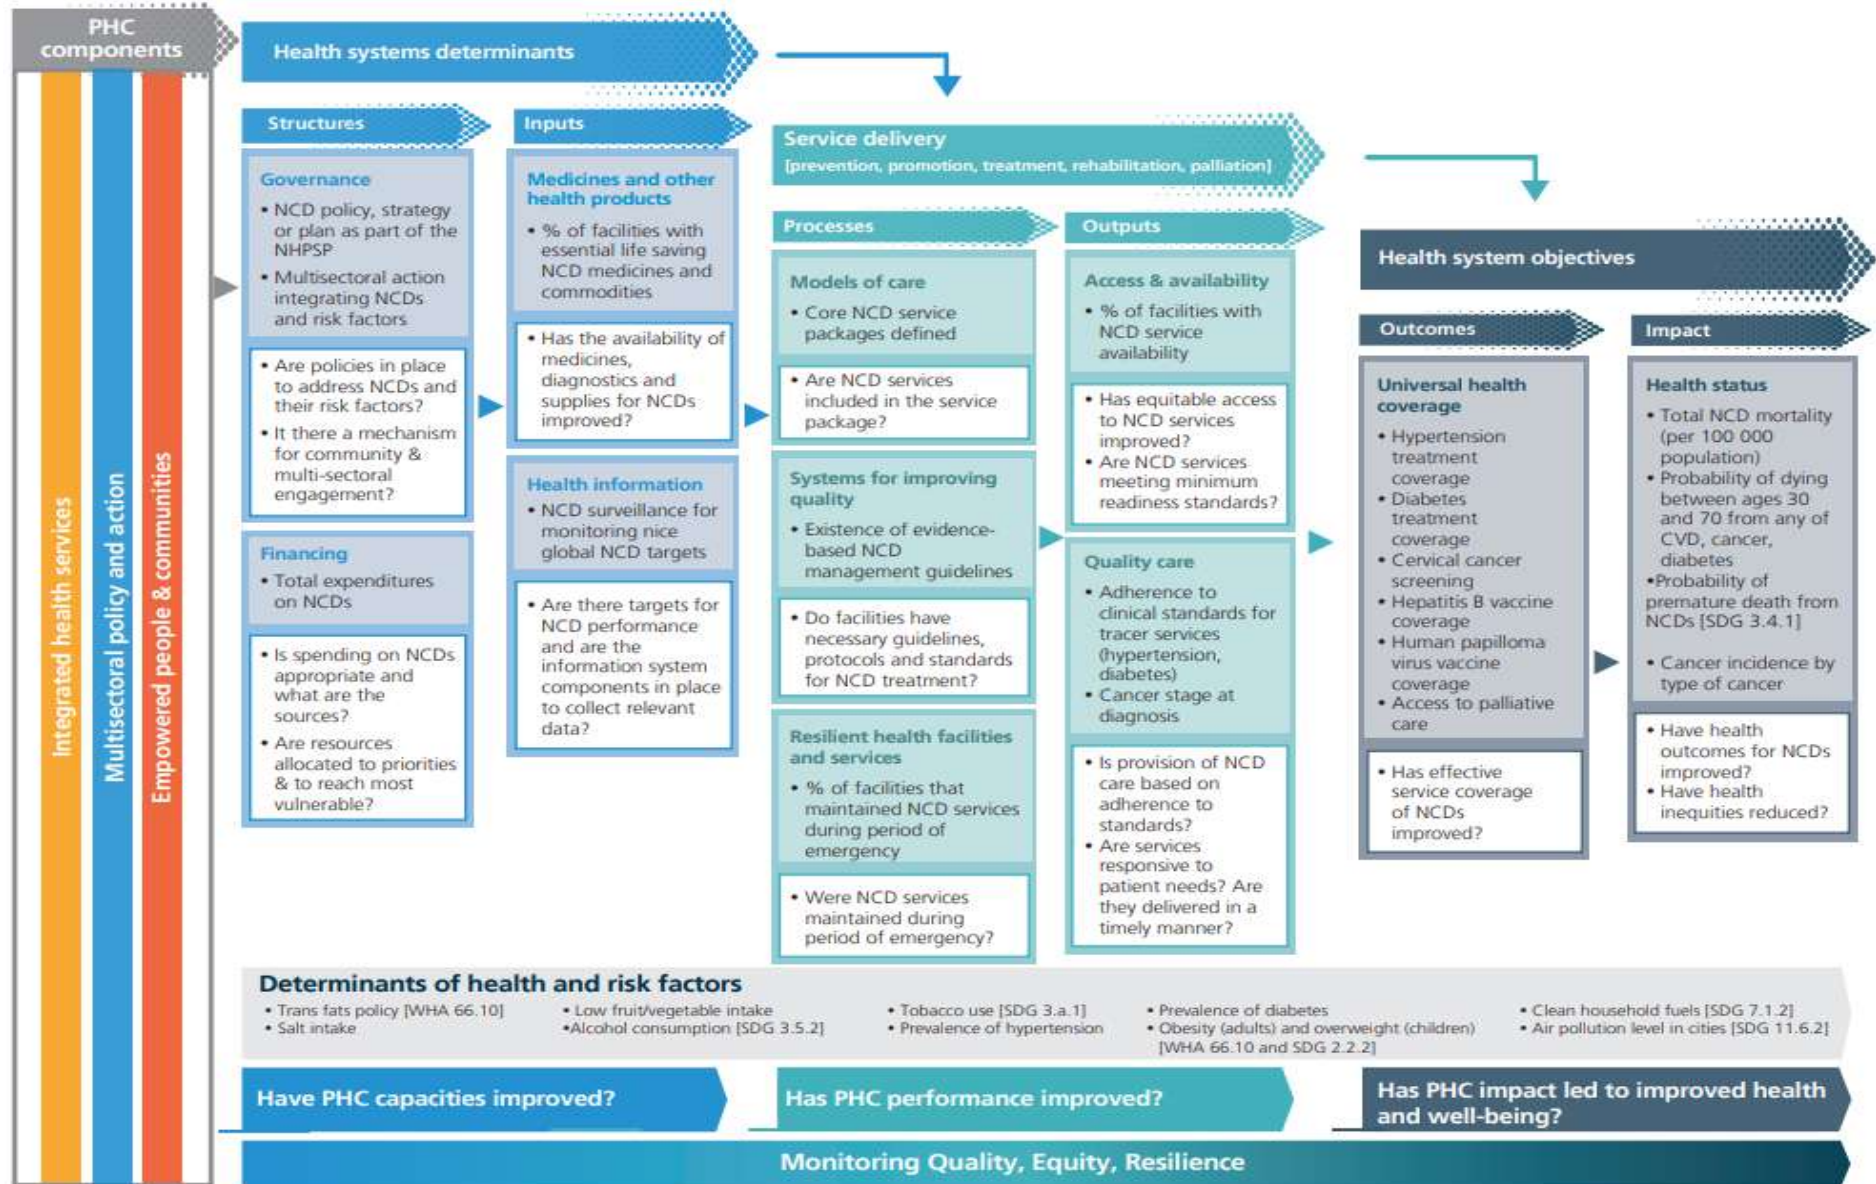 PHC
components
Integrated health services
Multisectoral policy and action
Empowered people & communities
Health systems determinants
Structures
Governance
• NCD policy, strategy
or plan as part of the
NHPSP
• Multisectoral action
integrating NCDs
and risk factors
• Are policies in place
to address NCDs and
their risk factors?
• It there a mechanism
for community &
multi-sectoral
engagement?
Financing
• Total expenditures
on NCDs
• Is spending on NCDs
appropriate and
what are the
sources?
• Are resources
allocated to priorities
& to reach most
vulnerable?
Inputs
Medicines and other
health products
• % of facilities with
essential life saving
NCD medicines and
commodities
• Has the availability of
medicines,
diagnostics and
supplies for NCDs
improved?
Health information
• NCD surveillance for
monitoring nice
global NCD targets
• Are there targets for
NCD performance
and are the
information system
components in place
to collect relevant
data?
Service delivery
[prevention, promotion, treatment, rehabilitation, palliation]
Processes
Models of care
• Core NCD service
packages defined
• Are NCD services
included in the service
package?
Systems for improving
quality
• Existence of evidence-
based NCD
management guidelines
• Do facilities have
necessary guidelines,
protocols and standards
for NCD treatment?
Resilient health facilities
and services
• % of facilities that
maintained NCD services
during period of
emergency
• Were NCD services
maintained during
period of emergency?
Outputs
Access & availability
• % of facilities with
NCD service
availability
• Has equitable access
to NCD services
improved?
• Are NCD services
meeting minimum
readiness standards?
Quality care
• Adherence to
clinical standards for
tracer services
(hypertension,
diabetes)
• Cancer stage at
diagnosis
• Is provision of NCD
care based on
adherence to
standards?
• Are services
responsive to
patient needs? Are
they delivered in a
timely manner?
Health system objectives
Outcomes
Universal health
coverage
• Hypertension
treatment
coverage
• Diabetes
treatment
coverage
• Cervical cancer
screening
• Hepatitis B vaccine
coverage
• Human papilloma
virus vaccine
coverage
• Access to palliative
care
• Has effective
service coverage
of NCDs
improved?
Impact
Health status
• Total NCD mortality
(per 100 000
population)
• Probability of dying
between ages 30
and 70 from any of
CVD, cancer,
diabetes
•Probability of
premature death from
NCDs [SDG 3.4.1]
• Cancer incidence by
type of cancer
• Have health
outcomes for NCDs
improved?
• Have health
inequities reduced?
Determinants of health and risk factors
• Trans fats policy [WHA 66.10]
• Salt intake
• Low fruit/vegetable intake
•Alcohol consumption [SDG 3.5.2]
• Tobacco use [SDG 3.a.1]
• Prevalence of hypertension
• Prevalence of diabetes
• Obesity (adults) and overweight (children)
[WHA 66.10 and SDG 2.2.2]
• Clean household fuels [SDG 7.1.2]
• Air pollution level in cities [SDG 11.6.2]
Have PHC capacities improved?
Has PHC performance improved?
Has PHC impact led to improved health
and well-being?
Monitoring Quality, Equity, Resilience